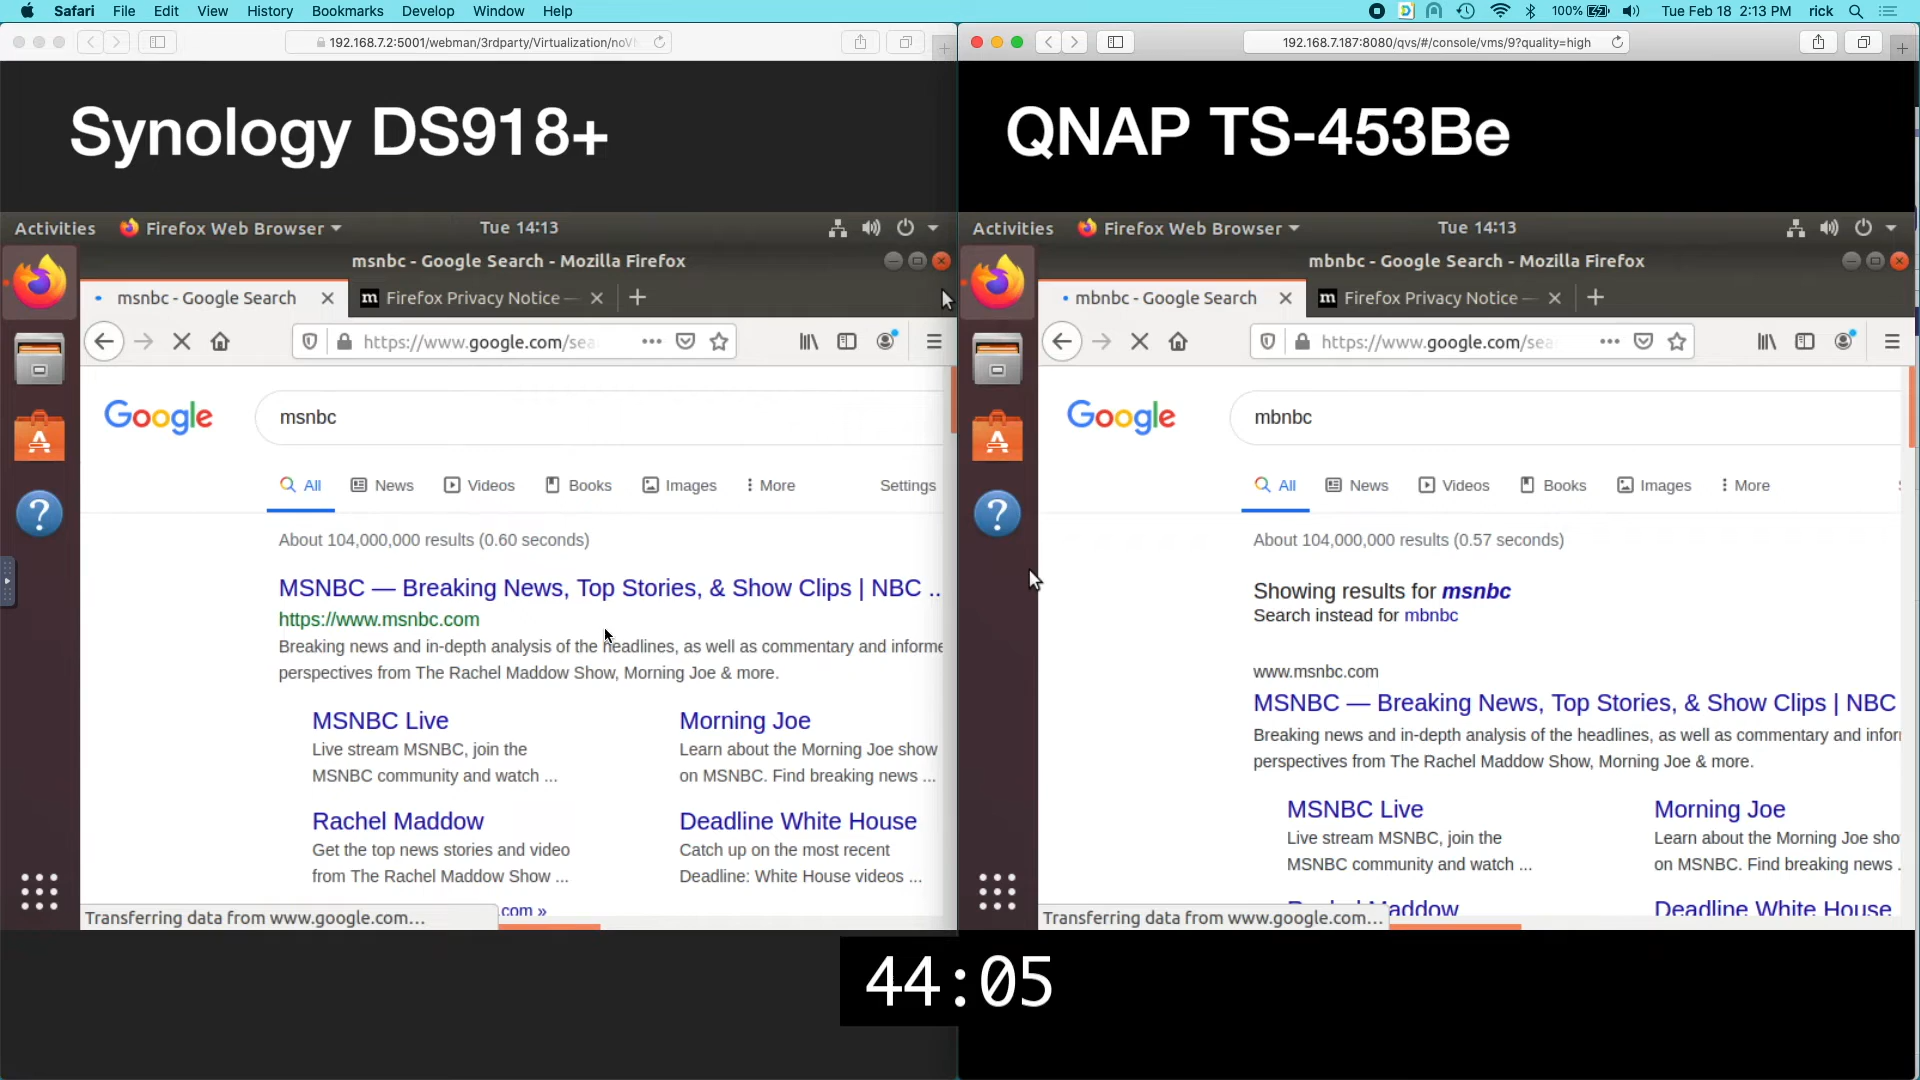 Safari File Edit View History Bookmarks Develop Window Help
100% Tue Feb 18 2:13 PM rick
192.168.7.2:5001/webman/3rdparty/Virtualization/noV
192.168.7.187:8080/qvs/#/console/vms/9?quality=high
Synology DS918+
QNAP TS-453Be
Activities Firefox Web Browser Tue 14:13
msnbc - Google Search - Mozilla Firefox
msnbc - Google Search
Firefox Privacy Notice —
https://www.google.com/sea
Google
msnbc
All News Videos Books Images More Settings
About 104,000,000 results (0.60 seconds)
MSNBC — Breaking News, Top Stories, & Show Clips | NBC ...
https://www.msnbc.com
Breaking news and in-depth analysis of the headlines, as well as commentary and informe
perspectives from The Rachel Maddow Show, Morning Joe & more.
MSNBC Live
Live stream MSNBC, join the
MSNBC community and watch ...
Morning Joe
Learn about the Morning Joe show
on MSNBC. Find breaking news ...
Rachel Maddow
Get the top news stories and video
from The Rachel Maddow Show ...
Deadline White House
Catch up on the most recent
Deadline: White House videos ...
.com »
Transferring data from www.google.com...
Activities Firefox Web Browser Tue 14:13
mbnbc - Google Search - Mozilla Firefox
mbnbc - Google Search
Firefox Privacy Notice —
https://www.google.com/sea
Google
mbnbc
All News Videos Books Images More
About 104,000,000 results (0.57 seconds)
Showing results for msnbc
Search instead for mbnbc
www.msnbc.com
MSNBC — Breaking News, Top Stories, & Show Clips | NBC
Breaking news and in-depth analysis of the headlines, as well as commentary and infor
perspectives from The Rachel Maddow Show, Morning Joe & more.
MSNBC Live
Live stream MSNBC, join the
MSNBC community and watch ...
Morning Joe
Learn about the Morning Joe sho
on MSNBC. Find breaking news .
Rachel Maddow
Deadline White House
Transferring data from www.google.com...
44:05